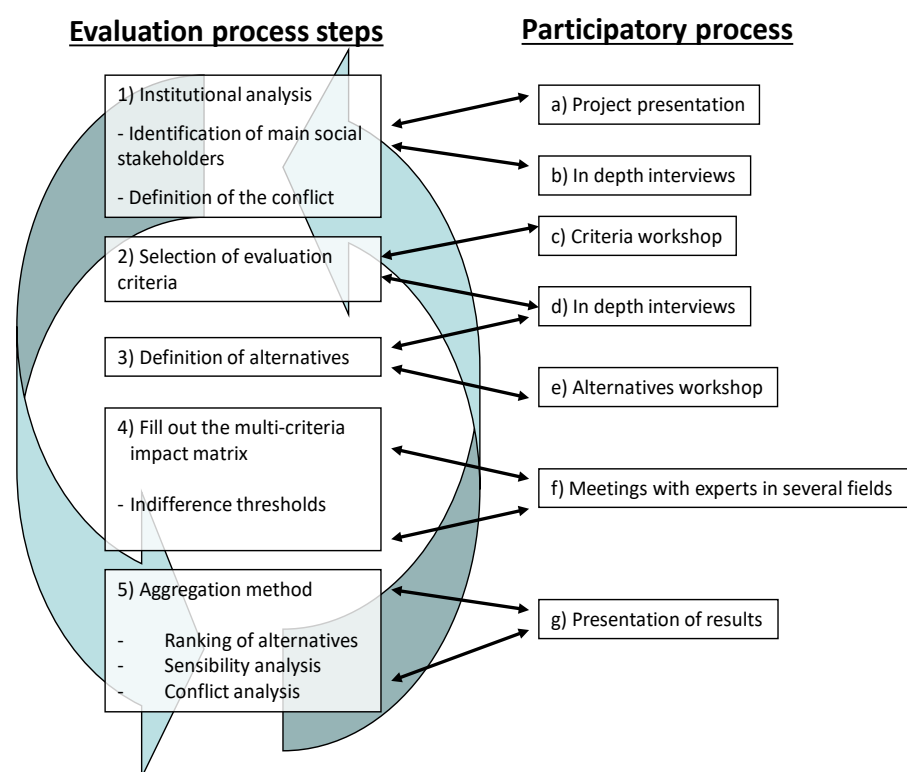 Evaluation process steps
1) Institutional analysis
- Identification of main social
stakeholders
- Definition of the conflict
2) Selection of evaluation
criteria
3) Definition of alternatives
4) Fill out the multi-criteria
impact matrix
- Indifference thresholds
5) Aggregation method
- Ranking of alternatives
- Sensibility analysis
- Conflict analysis
Participatory process
a) Project presentation
b) In depth interviews
c) Criteria workshop
d) In depth interviews
e) Alternatives workshop
f) Meetings with experts in several fields
g) Presentation of results